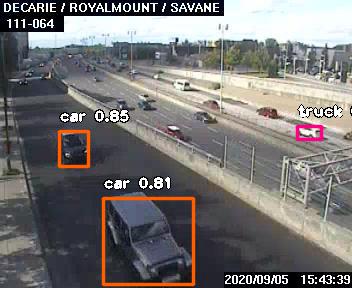 DECARIE / ROYALMOUNT / SAVANE
111-064
car 0.85
truck
car 0.81
2020/09/05 15:43:39